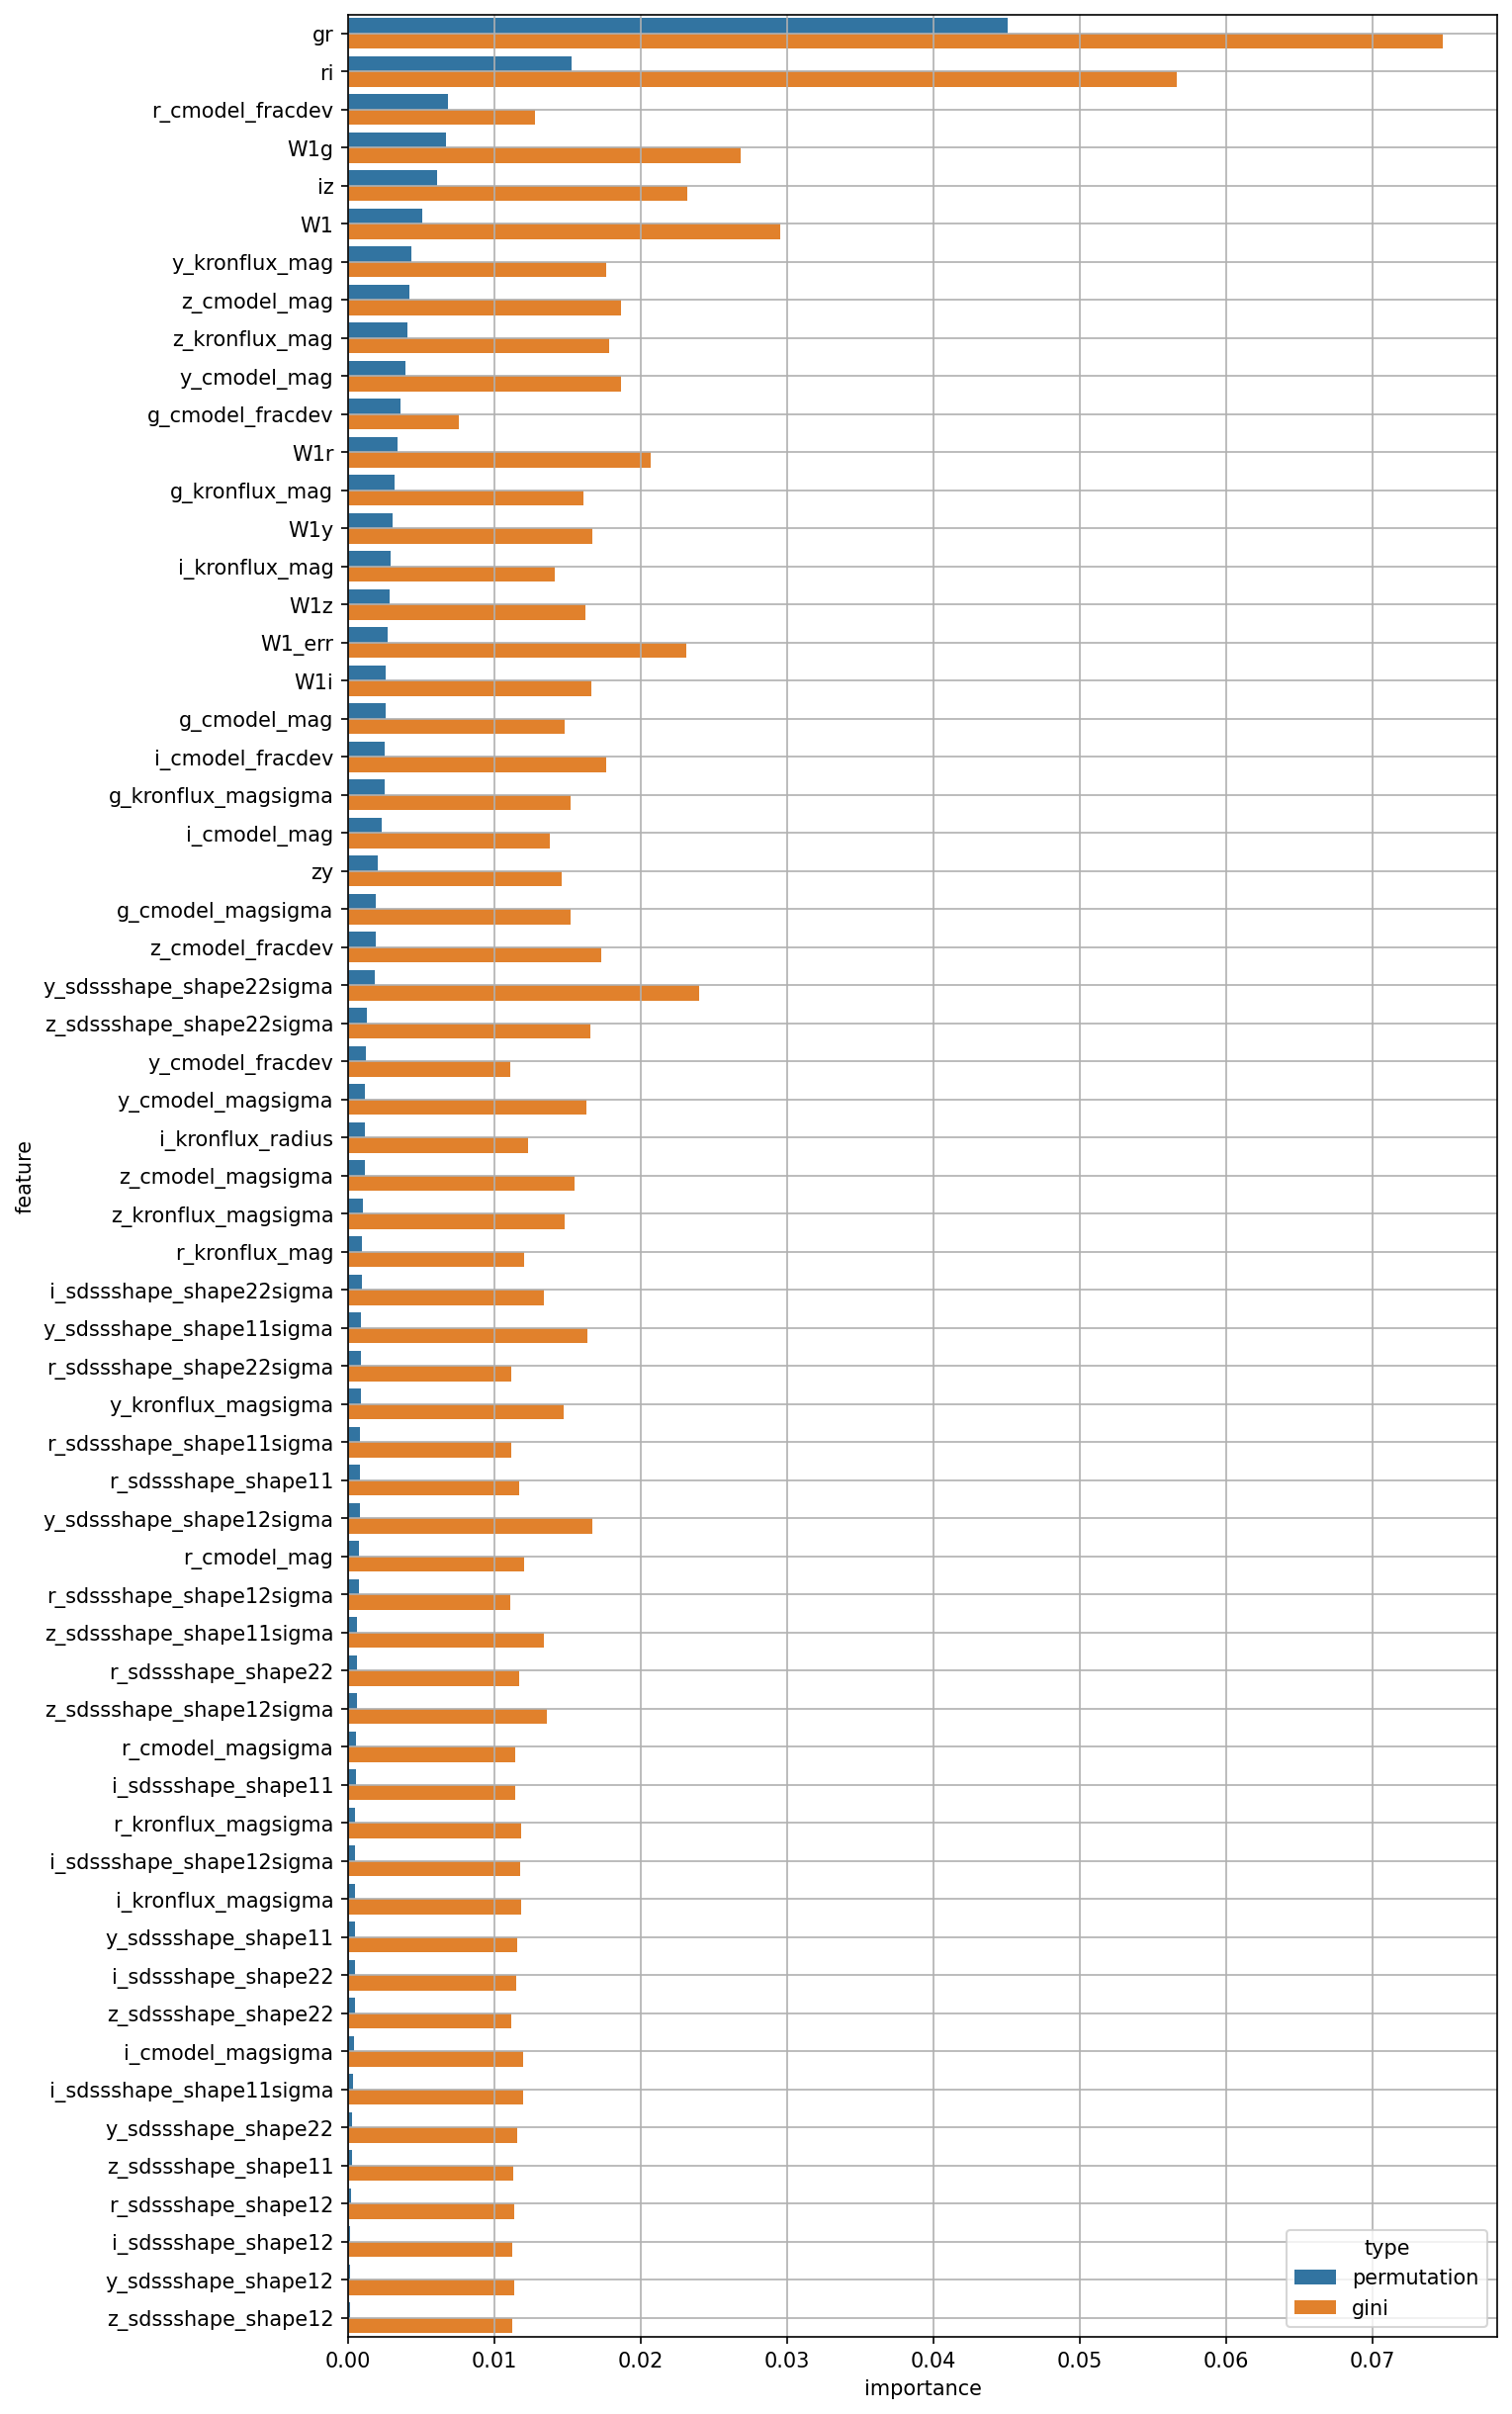 gr
ri
r_cmodel_fracdev
W1g
iz
W1
y_kronflux_mag
z_cmodel_mag
z_kronflux_mag
y_cmodel_mag
g_cmodel_fracdev
W1r
g_kronflux_mag
W1y
i_kronflux_mag
W1z
W1_err
W1i
g_cmodel_mag
i_cmodel_fracdev
g_kronflux_magsigma
i_cmodel_mag
zy
g_cmodel_magsigma
z_cmodel_fracdev
y_sdssshape_shape22sigma
z_sdssshape_shape22sigma
y_cmodel_fracdev
y_cmodel_magsigma
i_kronflux_radius
z_cmodel_magsigma
z_kronflux_magsigma
r_kronflux_mag
i_sdssshape_shape22sigma
y_sdssshape_shape11sigma
r_sdssshape_shape22sigma
y_kronflux_magsigma
r_sdssshape_shape11sigma
r_sdssshape_shape11
y_sdssshape_shape12sigma
r_cmodel_mag
r_sdssshape_shape12sigma
z_sdssshape_shape11sigma
r_sdssshape_shape22
z_sdssshape_shape12sigma
r_cmodel_magsigma
i_sdssshape_shape11
r_kronflux_magsigma
i_sdssshape_shape12sigma
i_kronflux_magsigma
y_sdssshape_shape11
i_sdssshape_shape22
z_sdssshape_shape22
i_cmodel_magsigma
i_sdssshape_shape11sigma
y_sdssshape_shape22
z_sdssshape_shape11
r_sdssshape_shape12
i_sdssshape_shape12
y_sdssshape_shape12
z_sdssshape_shape12
feature
type
permutation
gini
0.00 0.01 0.02 0.03 0.04 0.05 0.06 0.07
importance